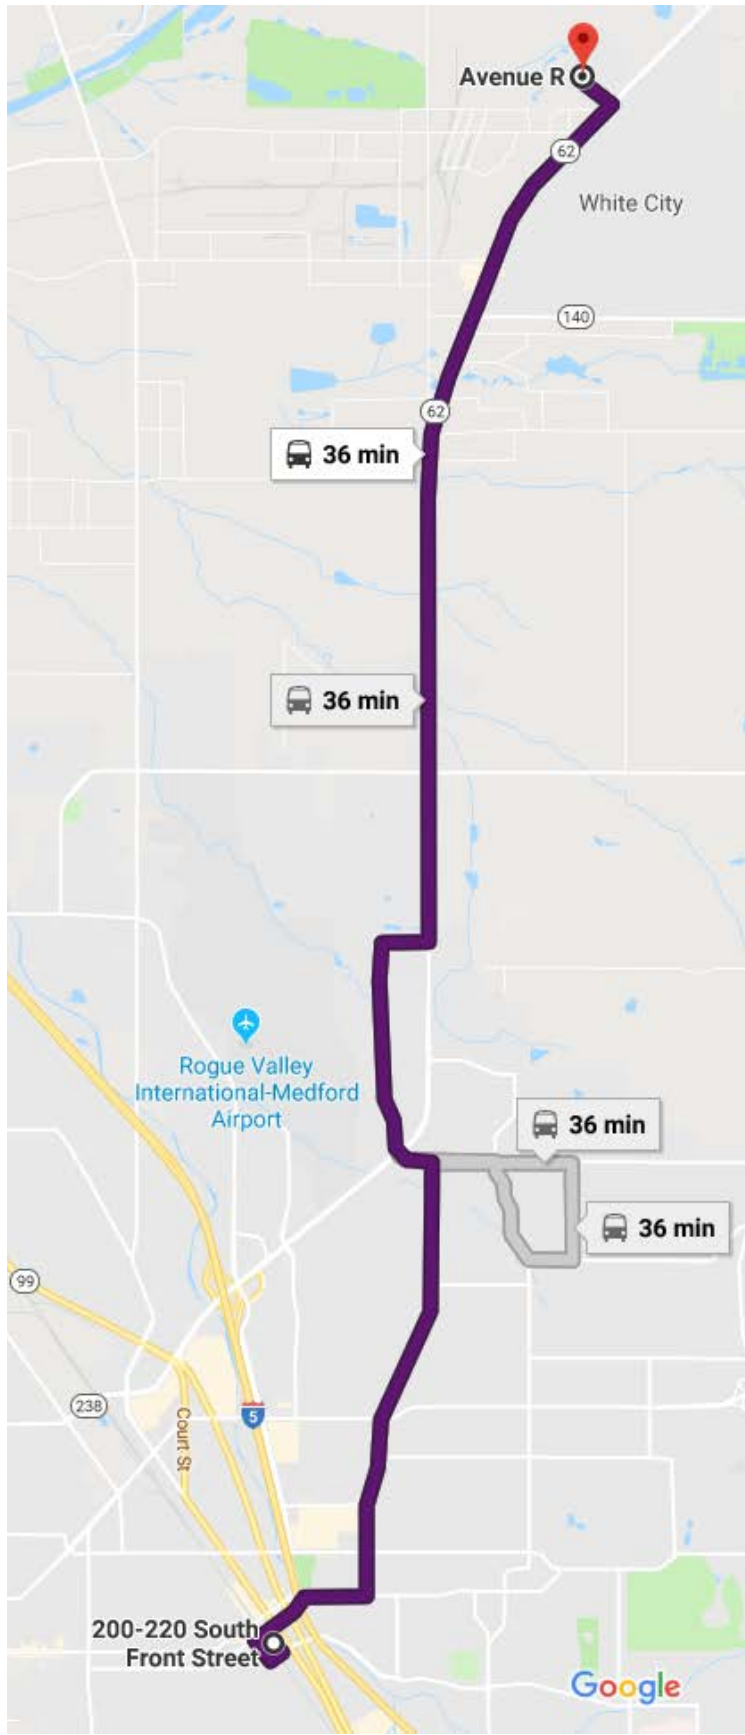 Avenue R
62
White City
140
62
36 min
36 min
Rogue Valley
International-Medford
Airport
36 min
36 min
99
238
Court St
5
200-220 South
Front Street
Google